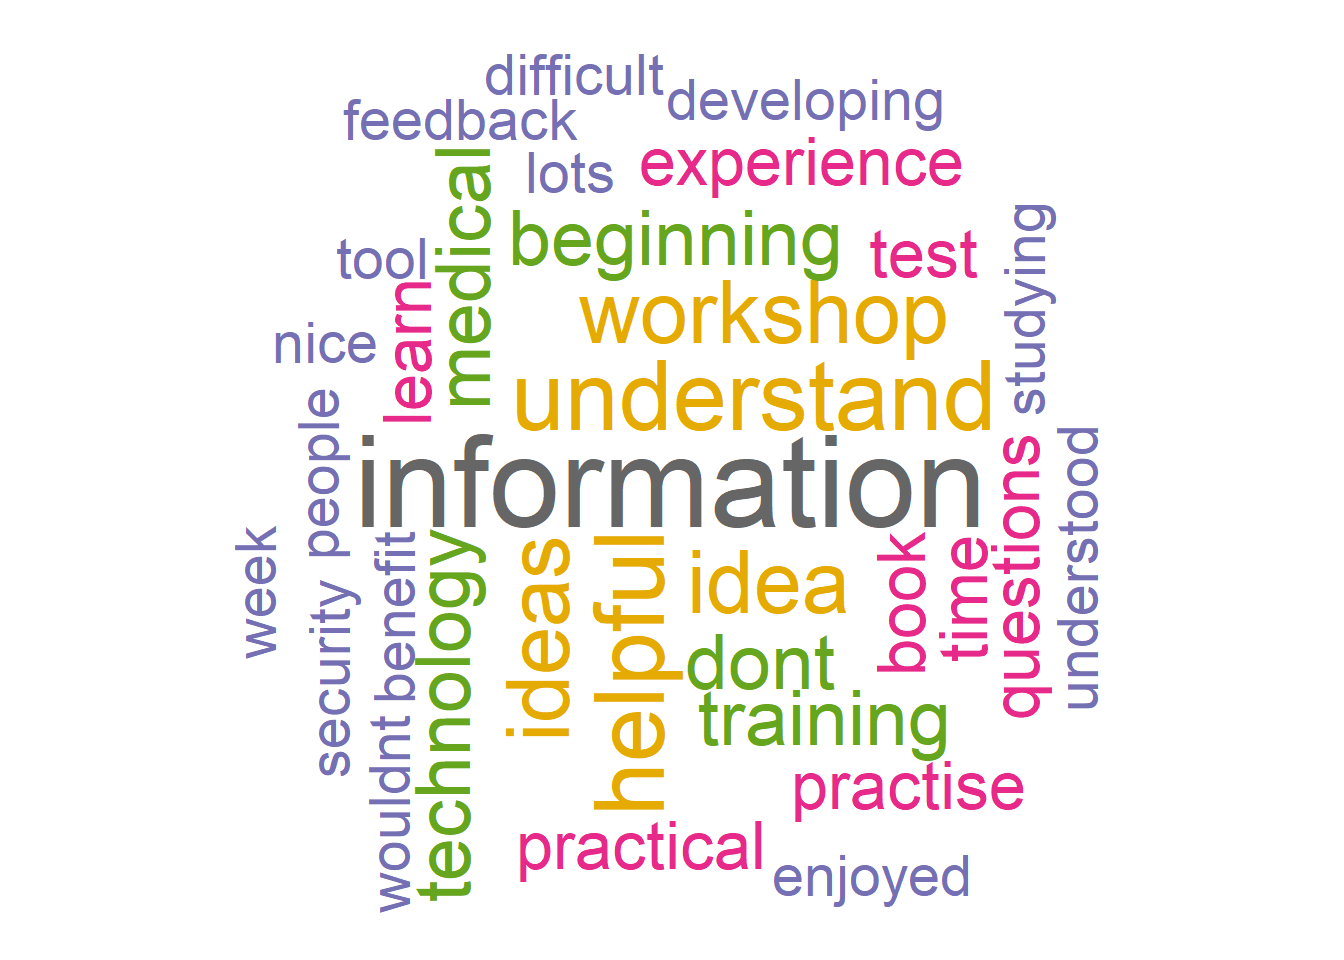 difficult
developing
feedback
lots
experience
medical
beginning
test
studying
tool
workshop
learn
nice
understand
people
information
questions
understood
week
benefit
technology
ideas
helpful
idea
book
time
security
dont
training
wouldnt
practise
practical
enjoyed